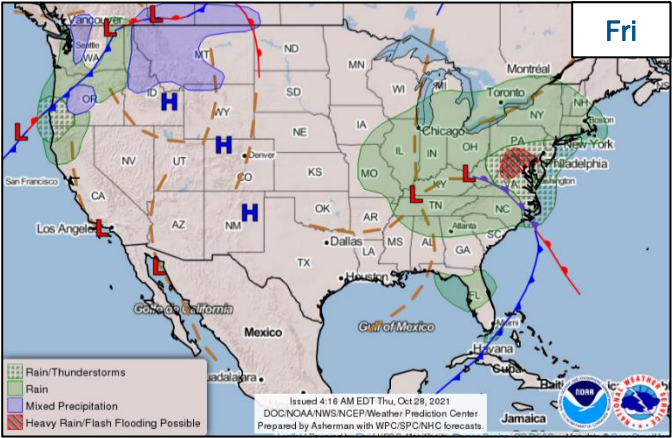 Fri
Vancouver
Seattle
WA
L
L
MT
ND
MN
Montréal
OR
ID
H
WY
SD
WI
MI
Toronto
NH
Boston
NY
L
H
Denver
NE
IA
Chicago
IL
IN
OH
PA
New York
Philadelphia
San Francisco
NV
UT
CO
KS
MO
KY
L
L
CA
Los Angeles
L
AZ
NM
H
OK
AR
TN
NC
SC
Atlanta
Dallas
TX
LA
MS
AL
GA
L
Houston
FL
Golfo de California
México
Gulf of Mexico
Miami
Havana
Cuba
Jamaica
Rain/Thunderstorms
Rain
Mixed Precipitation
Heavy Rain/Flash Flooding Possible
Issued 4:16 AM EDT Thu, Oct 28, 2021
DOC/NOAA/NWS/NCEP/Weather Prediction Center
Prepared by Asherman with WPC/SPC/NHC forecasts.
NOAA
NATIONAL WEATHER SERVICE